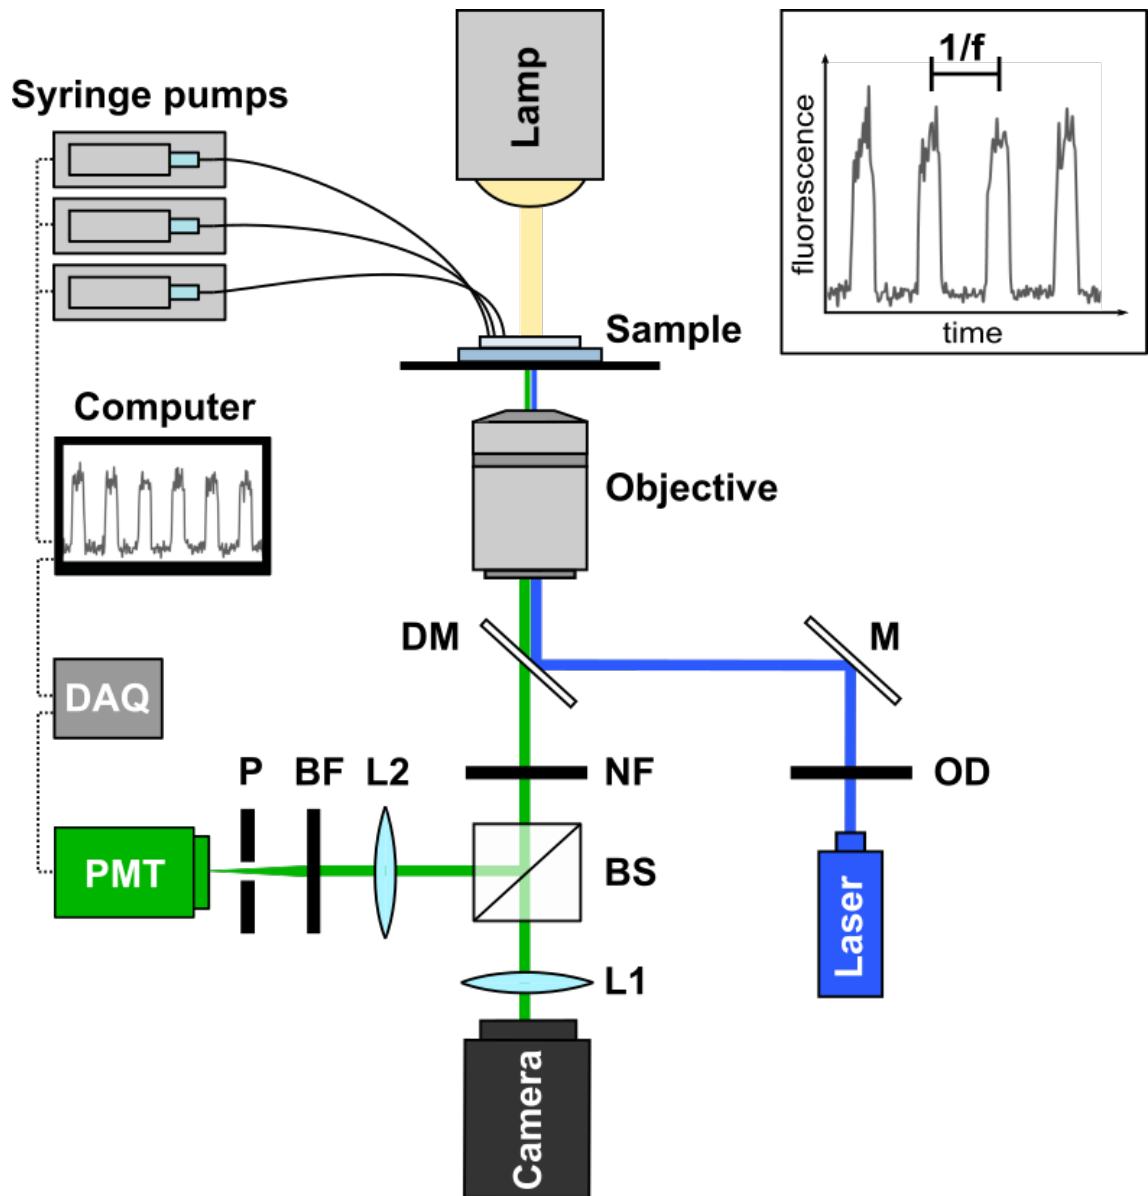 Syringe pumps
Lamp
1/f
fluorescence
time
Sample
Computer
Objective
DM
M
DAQ
P
BF
L2
NF
OD
PMT
BS
Laser
L1
Camera